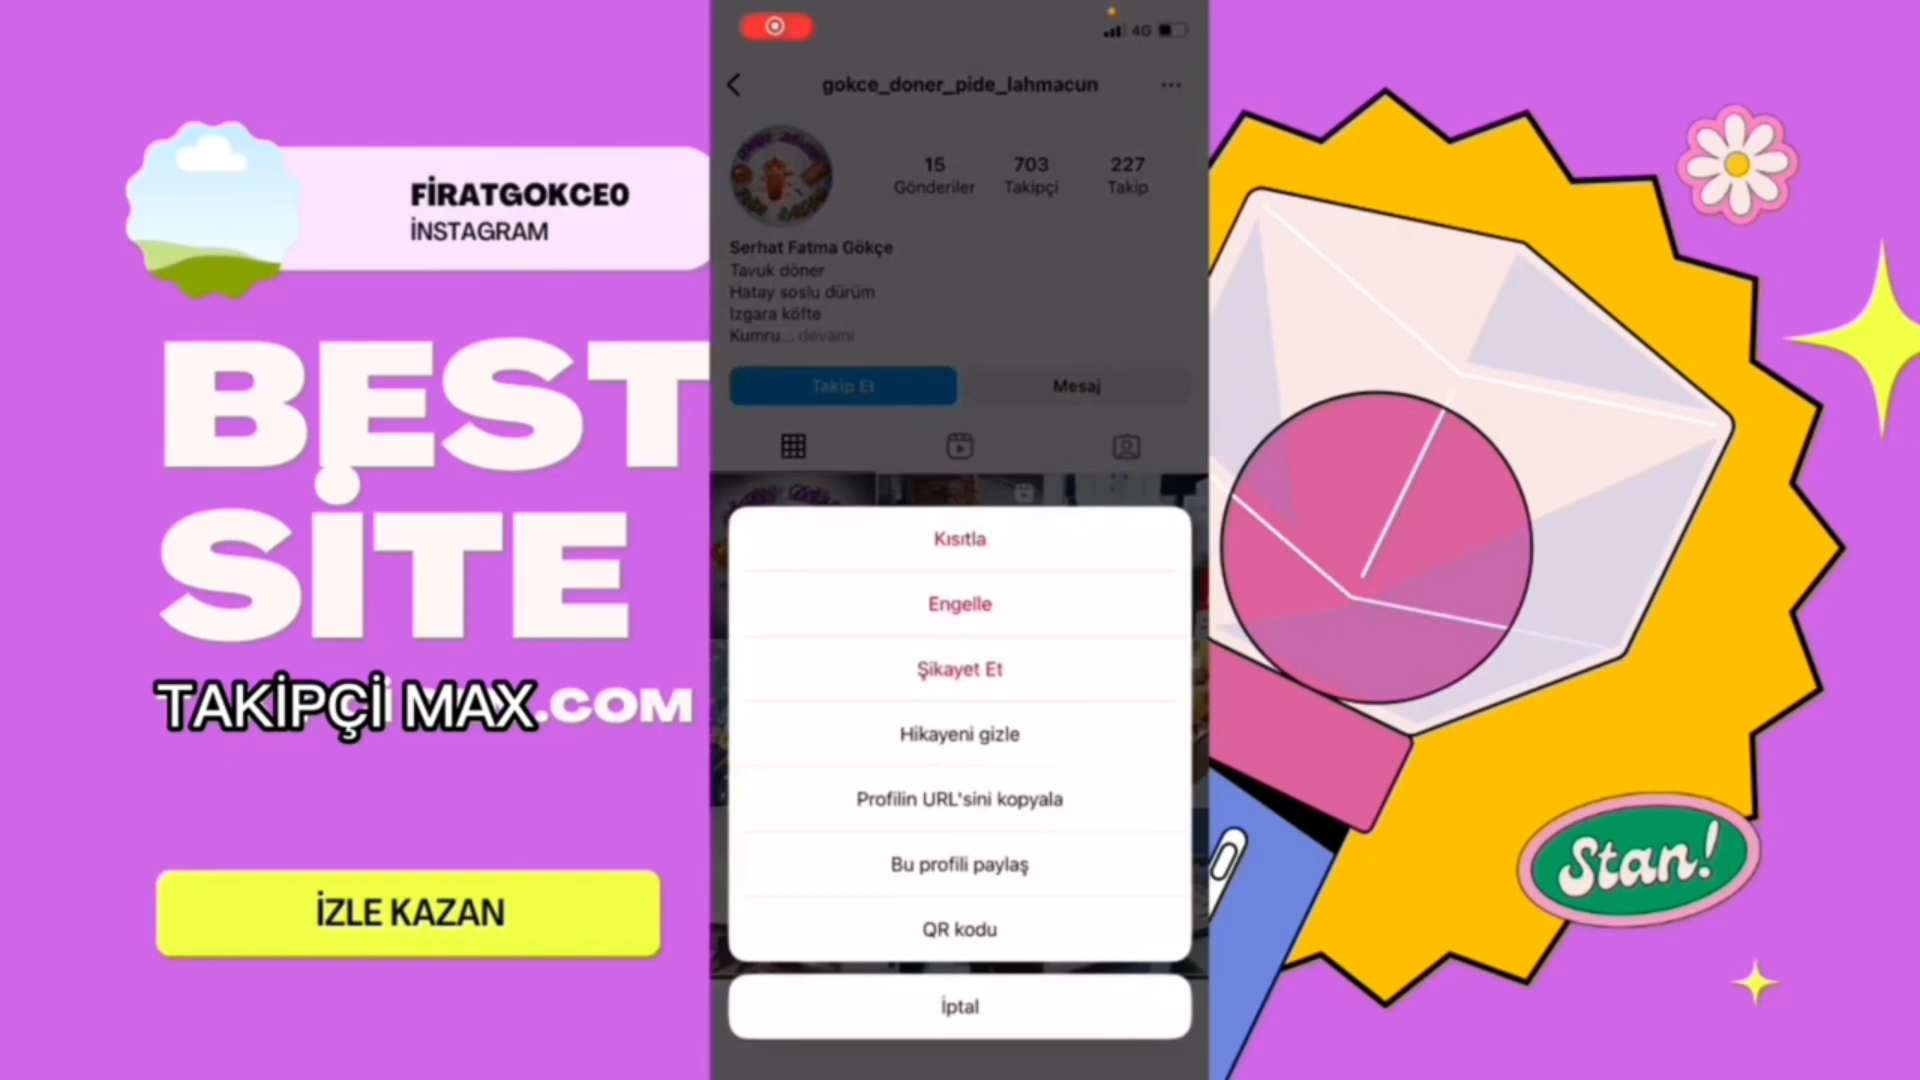 FİRATGOKCE0
İNSTAGRAM
BEST
SİTE
TAKİPÇİ MAX.COM
İZLE KAZAN
4G
gokce_doner_pide_lahmacun
15
703
227
Gönderiler
Takipçi
Takip
Serhat Fatma Gökçe
Tavuk döner
Hatay soslu dürüm
Izgara köfte
Kumru... devamı
Takip Et
Mesaj
Kısıtla
Engelle
Şikayet Et
Hikayeni gizle
Profilin URL'sini kopyala
Bu profili paylaş
QR kodu
İptal
Stan!